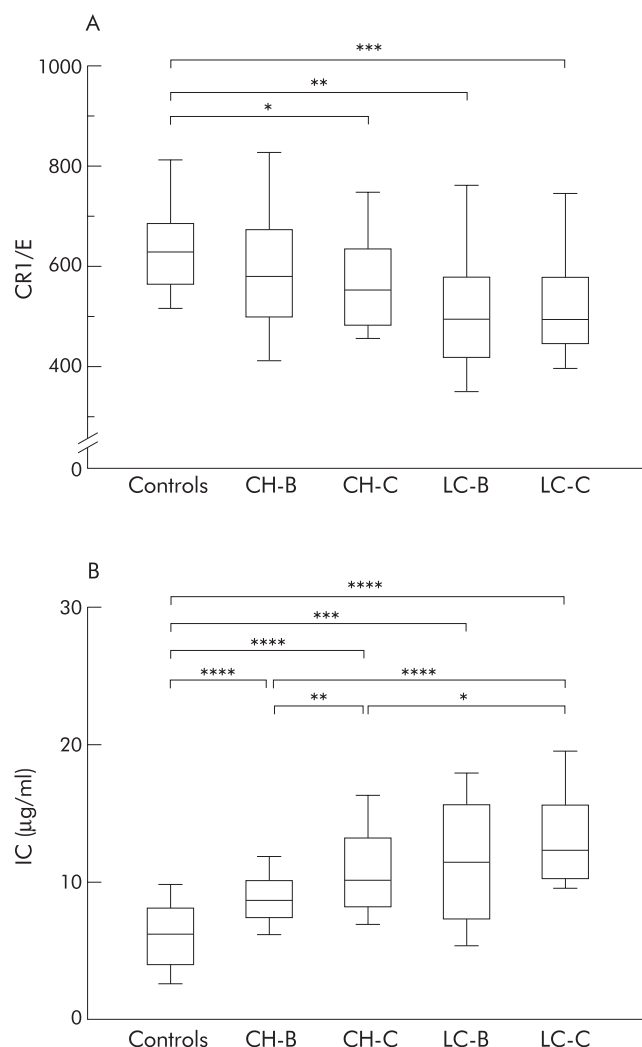 A
1000
800
600
400
0
CR1/E
***
**
*
Controls CH-B CH-C LC-B LC-C
B
30
20
10
0
IC (μg/ml)
****
***
****
**** ****
** *
Controls CH-B CH-C LC-B LC-C